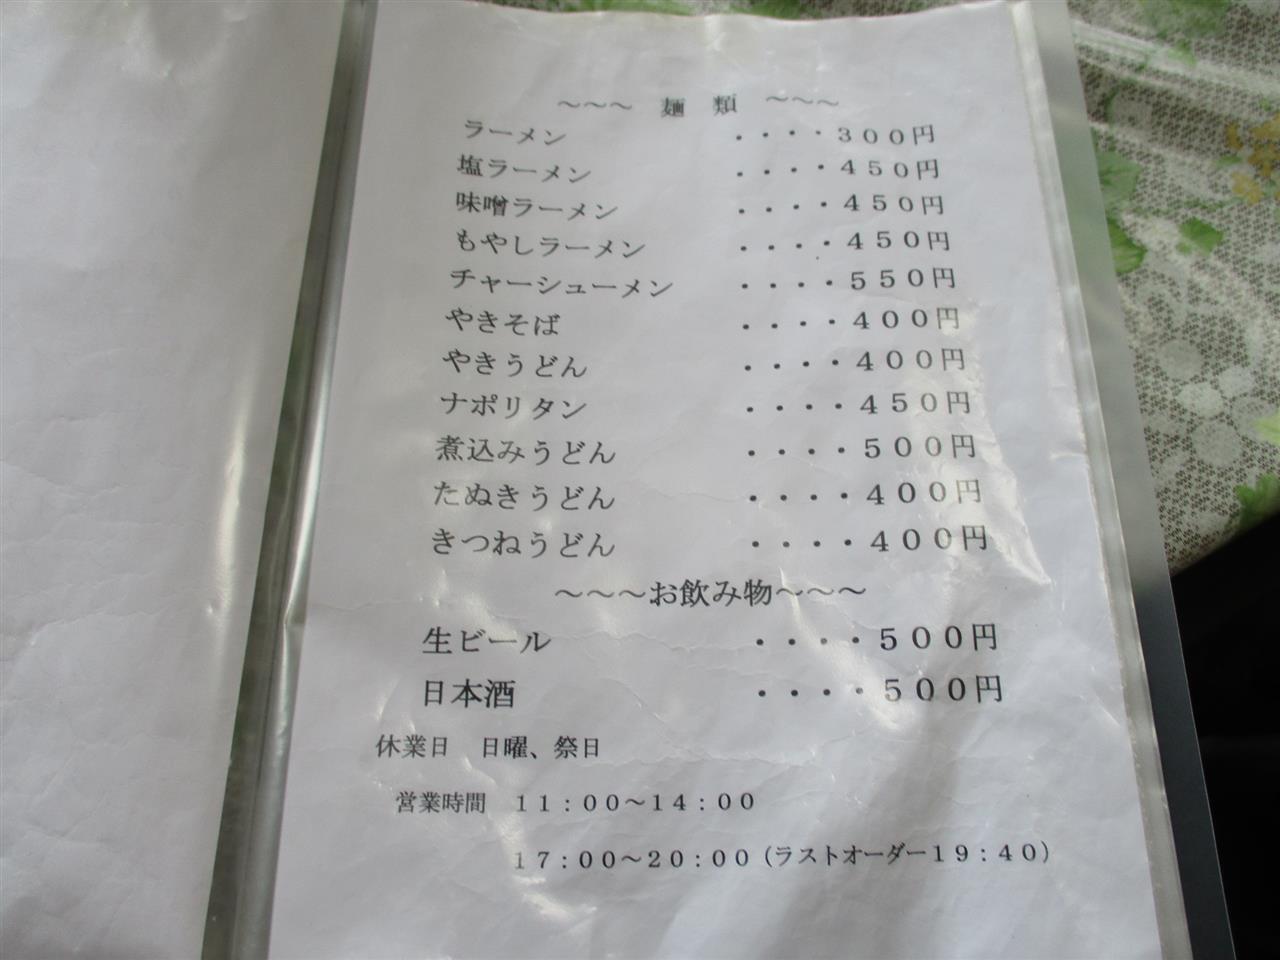 ～～～　麺　類　～～～
ラーメン　・・・・３００円
塩ラーメン　・・・・４５０円
味噌ラーメン　・・・・４５０円
もやしラーメン　・・・・４５０円
チャーシューメン　・・・・５５０円
やきそば　・・・・４００円
やきうどん　・・・・４００円
ナポリタン　・・・・４５０円
煮込みうどん　・・・・５００円
たぬきうどん　・・・・４００円
きつねうどん　・・・・４００円
～～～お飲み物～～～
生ビール　・・・・５００円
日本酒　・・・・５００円
休業日　日曜、祭日
営業時間　１１：００～１４：００
１７：００～２０：００（ラストオーダー１９：４０）